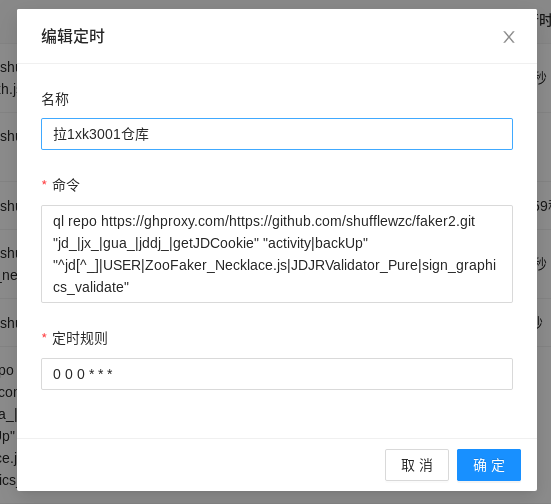 编辑定时
名称
拉1xk3001仓库
* 命令
ql repo https://ghproxy.com/https://github.com/shufflewzc/faker2.git
"jd_|jx_|gua_|jddj_|getJDCookie" "activity|backUp"
"^jd[^_]|USER|ZooFaker_Necklace.js|JDJRValidator_Pure|sign_graphi
cs_validate"
* 定时规则
0 0 0 * * *
取 消
确 定